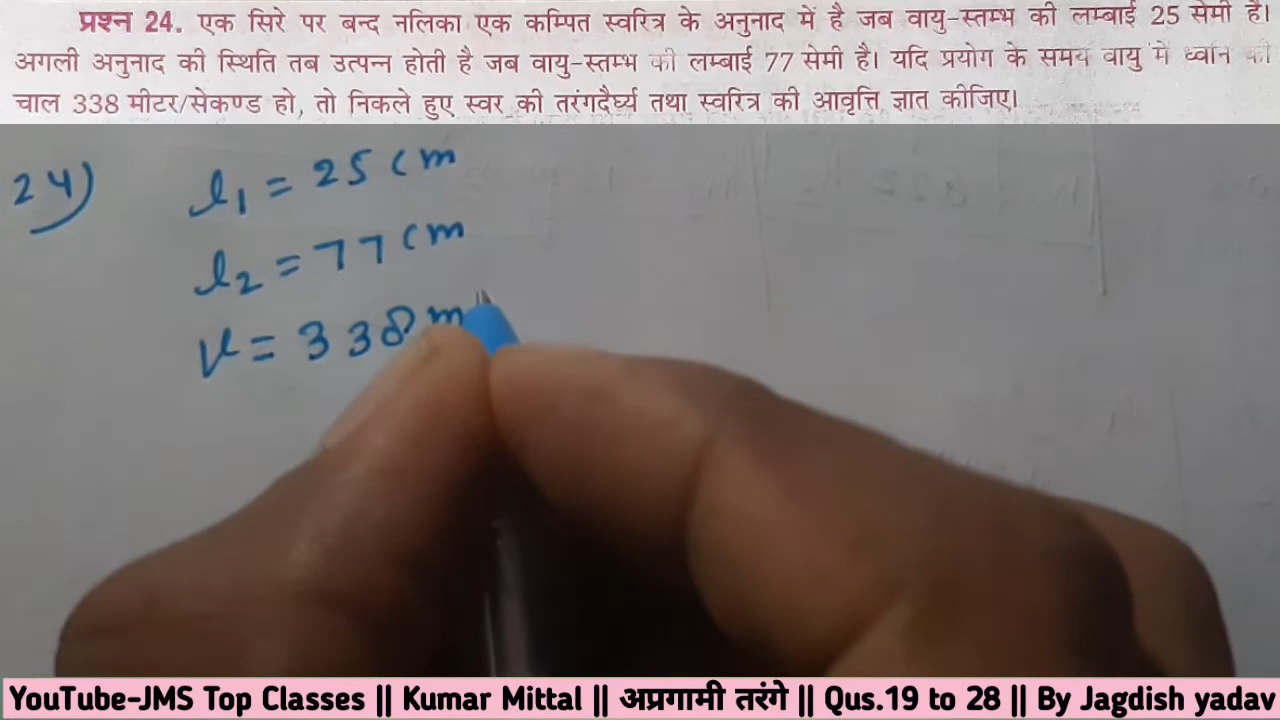 प्रश्न 24. एक सिरे पर बन्द नलिका एक कम्पित स्वरित्र के अनुनाद में है जब वायु-स्तम्भ की लम्बाई 25 सेमी है।
अगली अनुनाद की स्थिति तब उत्पन्न होती है जब वायु-स्तम्भ की लम्बाई 77 सेमी है। यदि प्रयोग के समय वायु में ध्वनि की
चाल 338 मीटर/सेकण्ड हो, तो निकले हुए स्वर की तरंगदैर्घ्य तथा स्वरित्र की आवृत्ति ज्ञात कीजिए।
24)
l₁ = 25 cm
l₂ = 77 cm
v = 338 m
YouTube-JMS Top Classes || Kumar Mittal || अप्रगामी तरंगे || Qus.19 to 28 || By Jagdish yadav